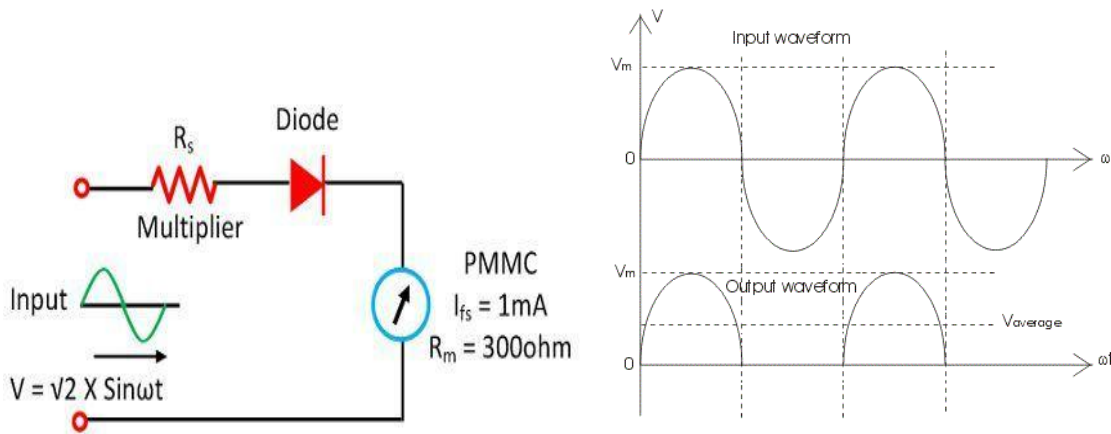 Diode
Rs
Multiplier
Input
V = √2 X Sinωt
PMMC
Ifs = 1mA
Rm = 300ohm
V
Input waveform
Vm
0
ω
Vm
Output waveform
Vaverage
0
ωt